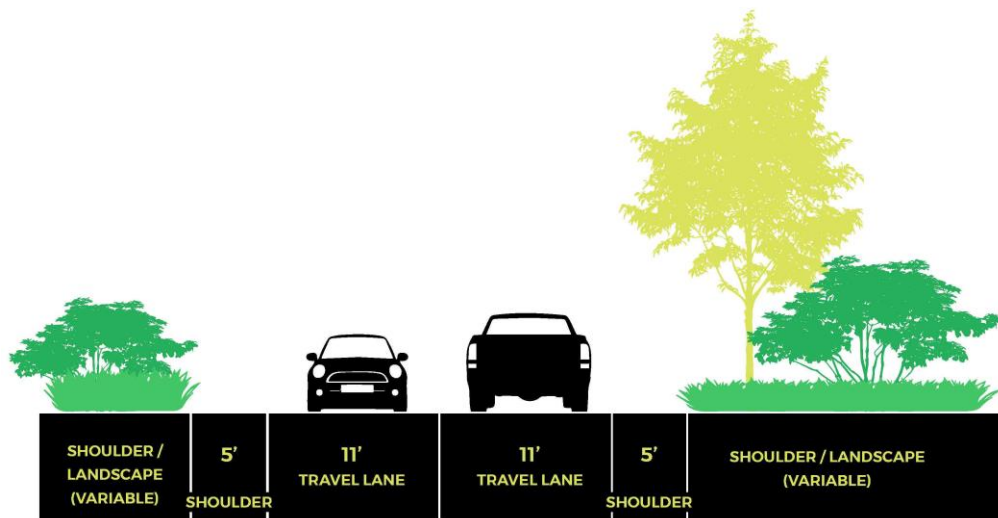 SHOULDER /
LANDSCAPE
(VARIABLE)
5’
SHOULDER
11’
TRAVEL LANE
11’
TRAVEL LANE
5’
SHOULDER
SHOULDER / LANDSCAPE
(VARIABLE)